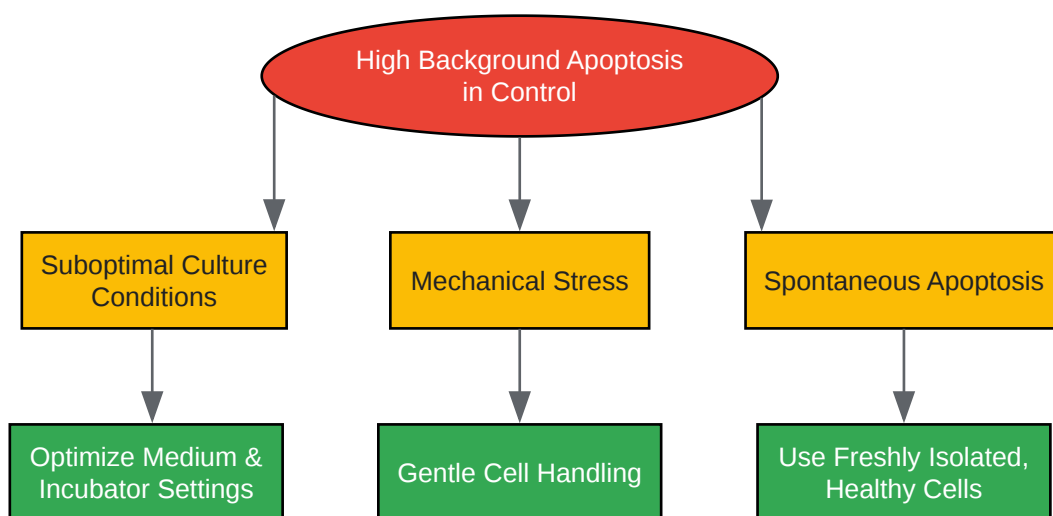 High Background Apoptosis
in Control
Suboptimal Culture
Conditions
Mechanical Stress
Spontaneous Apoptosis
Optimize Medium &
Incubator Settings
Gentle Cell Handling
Use Freshly Isolated,
Healthy Cells